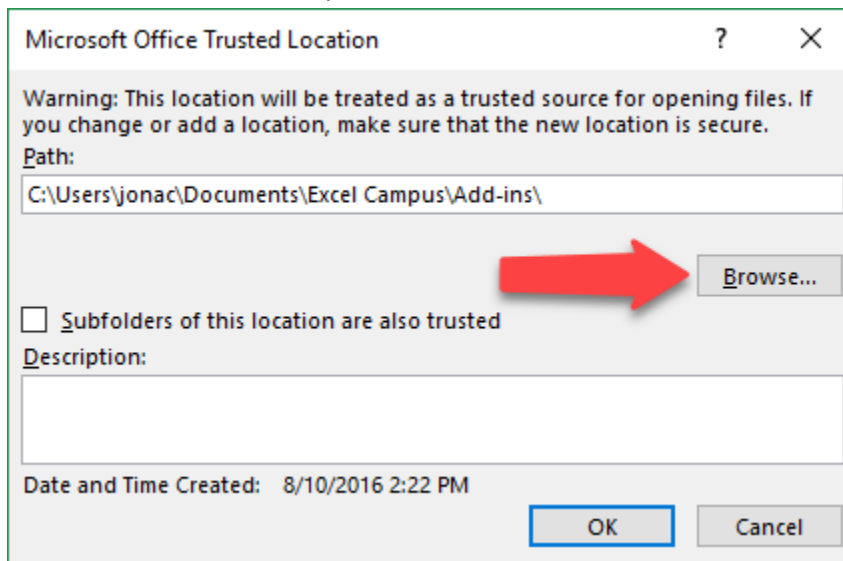 Microsoft Office Trusted Location ? X
Warning: This location will be treated as a trusted source for opening files. If
you change or add a location, make sure that the new location is secure.
Path:
C:\Users\jonac\Documents\Excel Campus\Add-ins\
Browse...
Subfolders of this location are also trusted
Description:
Date and Time Created: 8/10/2016 2:22 PM
OK Cancel